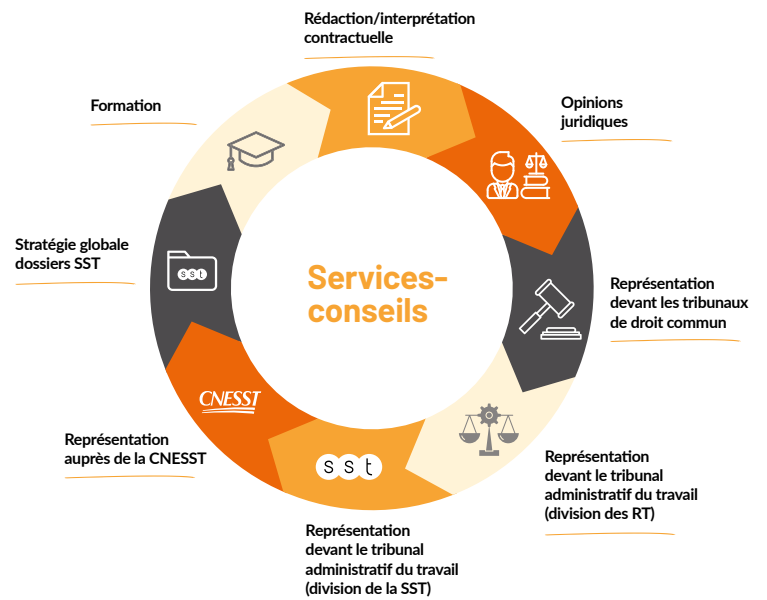 Rédaction/interprétation
contractuelle
Opinions
juridiques
Représentation
devant les tribunaux
de droit commun
Représentation
devant le tribunal
administratif du travail
(division des RT)
Représentation
devant le tribunal
administratif du travail
(division de la SST)
sst
Représentation
auprès de la CNESST
CNESST
Stratégie globale
dossiers SST
sst
Formation
Services-
conseils